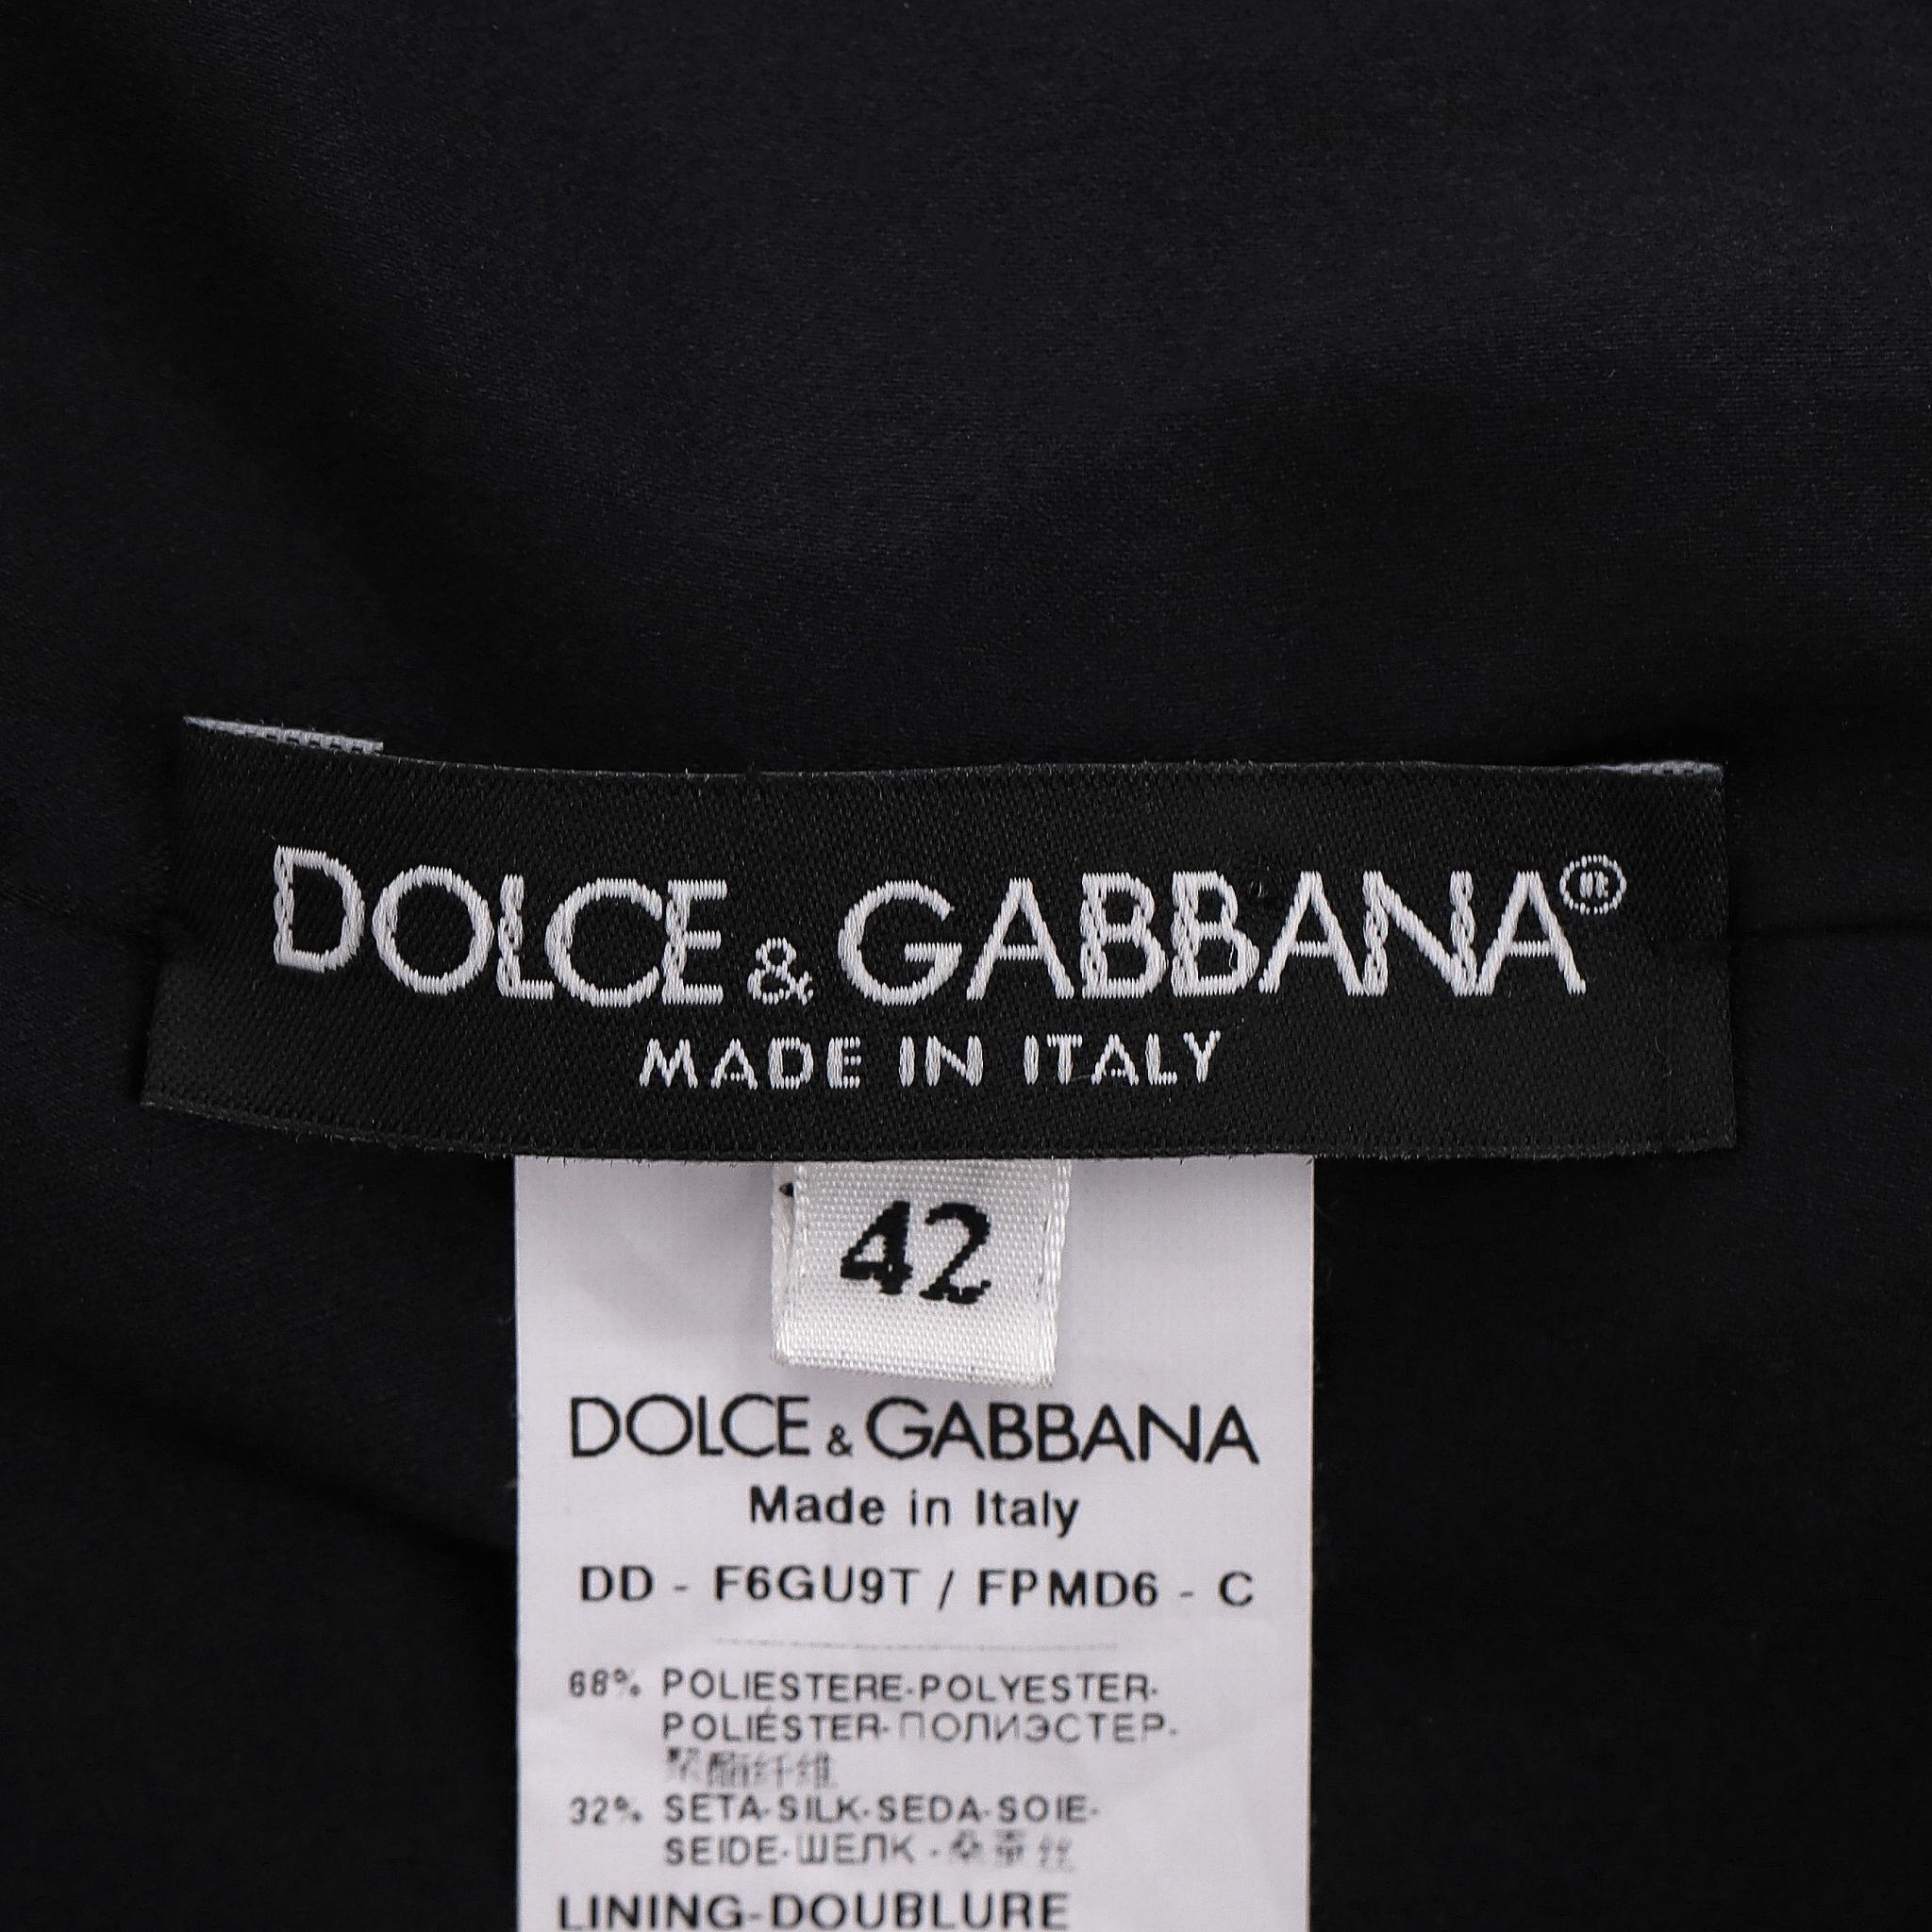 DOLCE & GABBANA®
MADE IN ITALY
42
DOLCE & GABBANA
Made in Italy
DD - F6GU9T / FPMD6 - C
68% POLIESTERE-POLYESTER-
POLIÉSTER-ПОЛИЭСТЕР-
聚酯纤维
32% SETA-SILK-SEDA-SOIE-
SEIDE-ШЕЛК-桑蚕丝
LINING-DOUBLURE